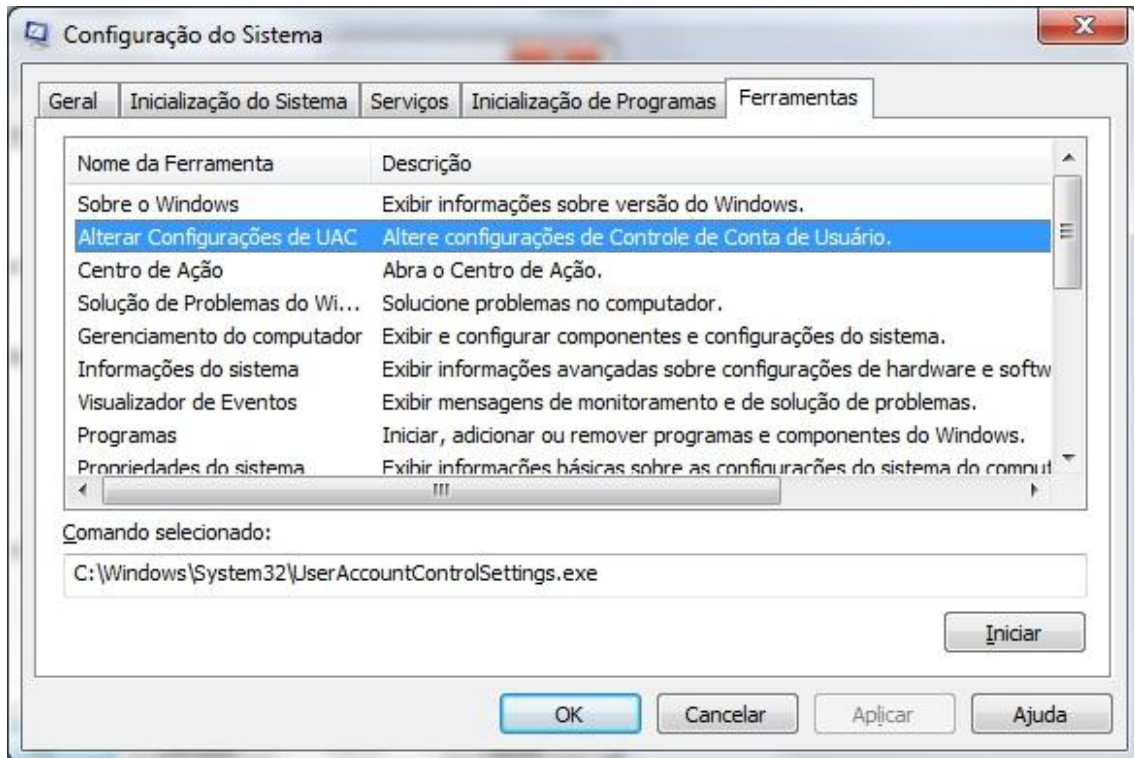 Configuração do Sistema
Geral Inicialização do Sistema Serviços Inicialização de Programas Ferramentas
Nome da Ferramenta Descrição
Sobre o Windows Exibir informações sobre versão do Windows.
Alterar Configurações de UAC Altere configurações de Controle de Conta de Usuário.
Centro de Ação Abra o Centro de Ação.
Solução de Problemas do Wi... Solucione problemas no computador.
Gerenciamento do computador Exibir e configurar componentes e configurações do sistema.
Informações do sistema Exibir informações avançadas sobre configurações de hardware e softw
Visualizador de Eventos Exibir mensagens de monitoramento e de solução de problemas.
Programas Iniciar, adicionar ou remover programas e componentes do Windows.
Propriedades do sistema Exibir informações básicas sobre as configurações do sistema do comput
Comando selecionado:
C:\Windows\System32\UserAccountControlSettings.exe
Iniciar
OK Cancelar Aplicar Ajuda